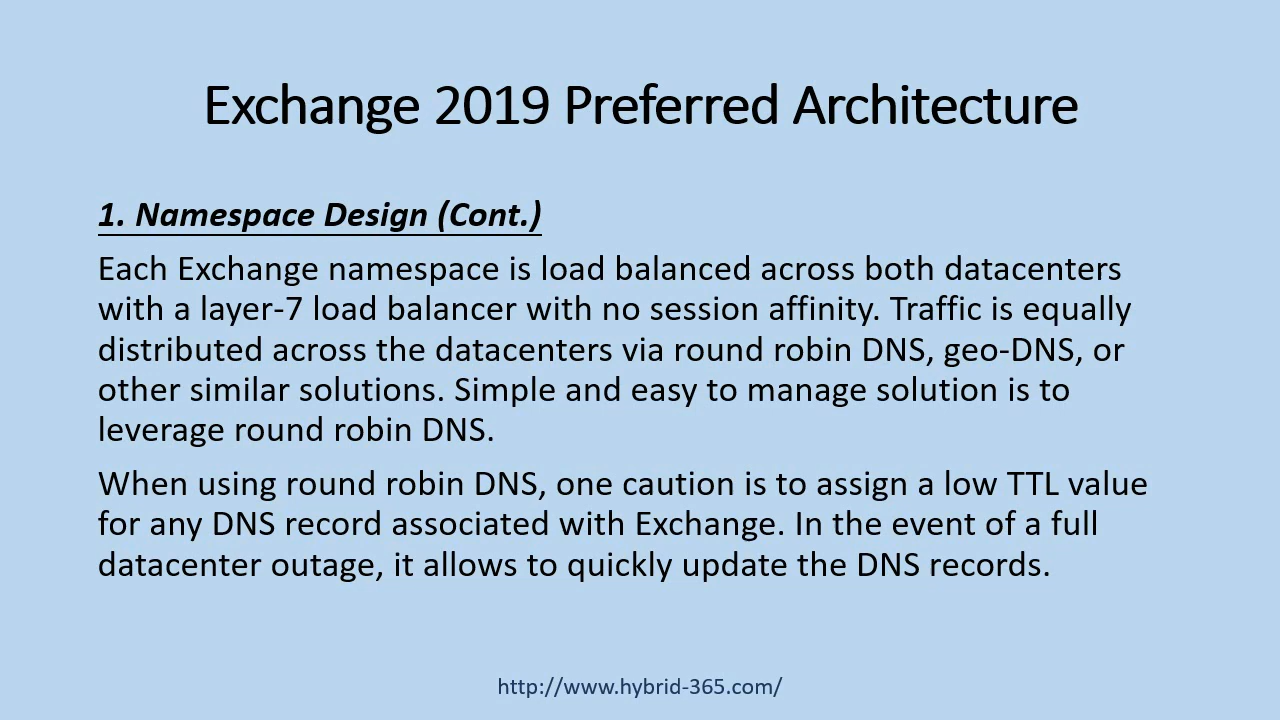 Exchange 2019 Preferred Architecture
1. Namespace Design (Cont.)
Each Exchange namespace is load balanced across both datacenters
with a layer-7 load balancer with no session affinity. Traffic is equally
distributed across the datacenters via round robin DNS, geo-DNS, or
other similar solutions. Simple and easy to manage solution is to
leverage round robin DNS.
When using round robin DNS, one caution is to assign a low TTL value
for any DNS record associated with Exchange. In the event of a full
datacenter outage, it allows to quickly update the DNS records.
http://www.hybrid-365.com/